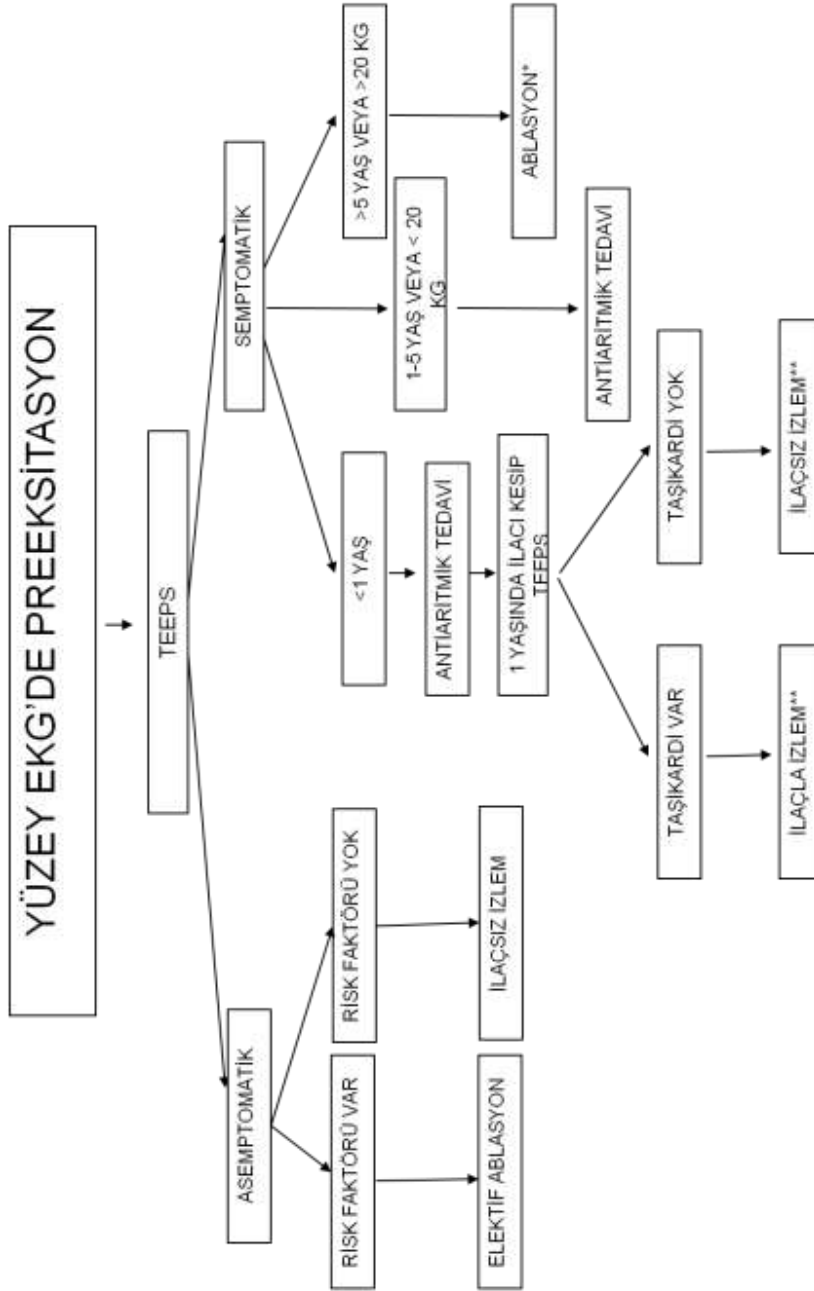 YÜZEY EKG'DE PREEKSİTASYON
TEEPS
ASEMPTOMATİK
SEMPTOMATİK
RİSK FAKTÖRÜ VAR
RİSK FAKTÖRÜ YOK
<1 YAŞ
1-5 YAŞ VEYA < 20
KG
>5 YAŞ VEYA >20 KG
ELEKTİF ABLASYON
İLAÇSIZ İZLEM
ANTİARİTMİK TEDAVİ
ABLASYON*
1 YAŞINDA İLACI KESİP
TEEPS
ANTİARİTMİK TEDAVİ
TAŞİKARDİ VAR
TAŞİKARDİ YOK
İLAÇLA İZLEM**
İLAÇSIZ İZLEM**